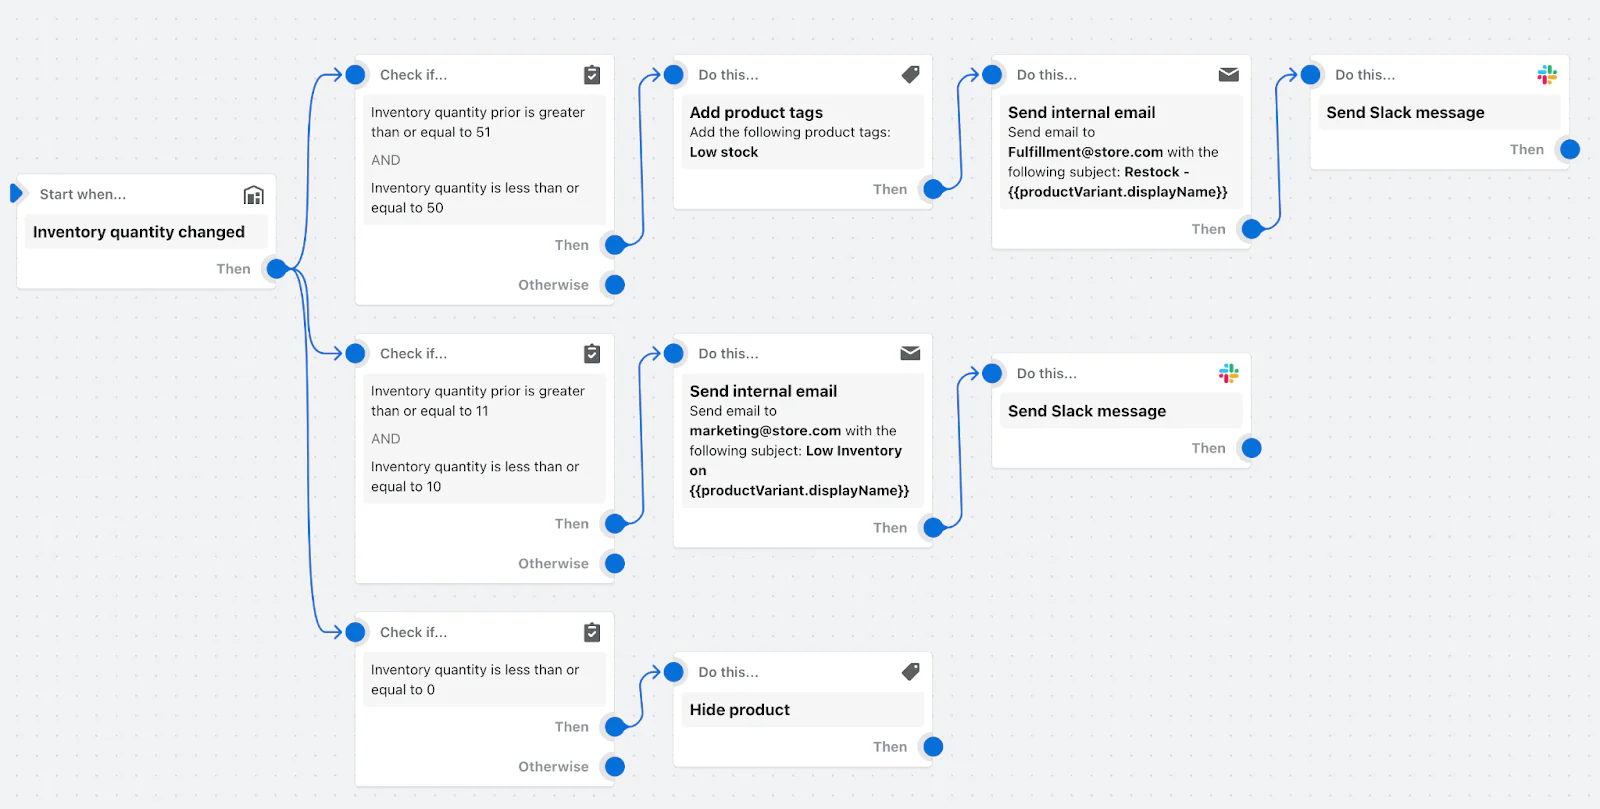 Start when...
Inventory quantity changed
Then
Check if...
Inventory quantity prior is greater
than or equal to 51
AND
Inventory quantity is less than or
equal to 50
Then
Otherwise
Do this...
Add product tags
Add the following product tags:
Low stock
Then
Do this...
Send internal email
Send email to
Fulfillment@store.com with the
following subject: Restock -
{{productVariant.displayName}}
Then
Do this...
Send Slack message
Then
Check if...
Inventory quantity prior is greater
than or equal to 11
AND
Inventory quantity is less than or
equal to 10
Then
Otherwise
Do this...
Send internal email
Send email to
marketing@store.com with the
following subject: Low Inventory
on
{{productVariant.displayName}}
Then
Do this...
Send Slack message
Then
Check if...
Inventory quantity is less than or
equal to 0
Then
Otherwise
Do this...
Hide product
Then